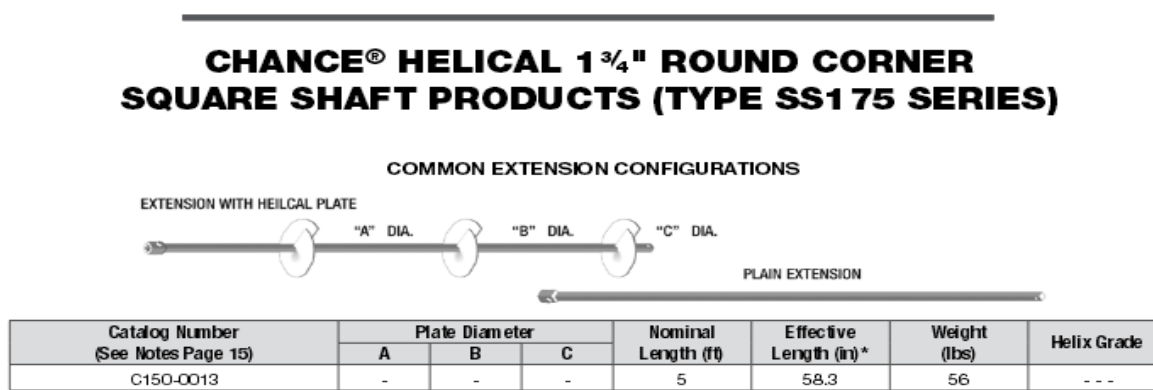 CHANCE® HELICAL 1¾" ROUND CORNER
SQUARE SHAFT PRODUCTS (TYPE SS175 SERIES)
COMMON EXTENSION CONFIGURATIONS
EXTENSION WITH HEILCAL PLATE
"A" DIA. "B" DIA. "C" DIA.
PLAIN EXTENSION
Catalog Number Plate Diameter Nominal Effective Weight Helix Grade
(See Notes Page 15) A B C Length (ft) Length (in)* (lbs)
C150-0013 - - - 5 58.3 56 - - -